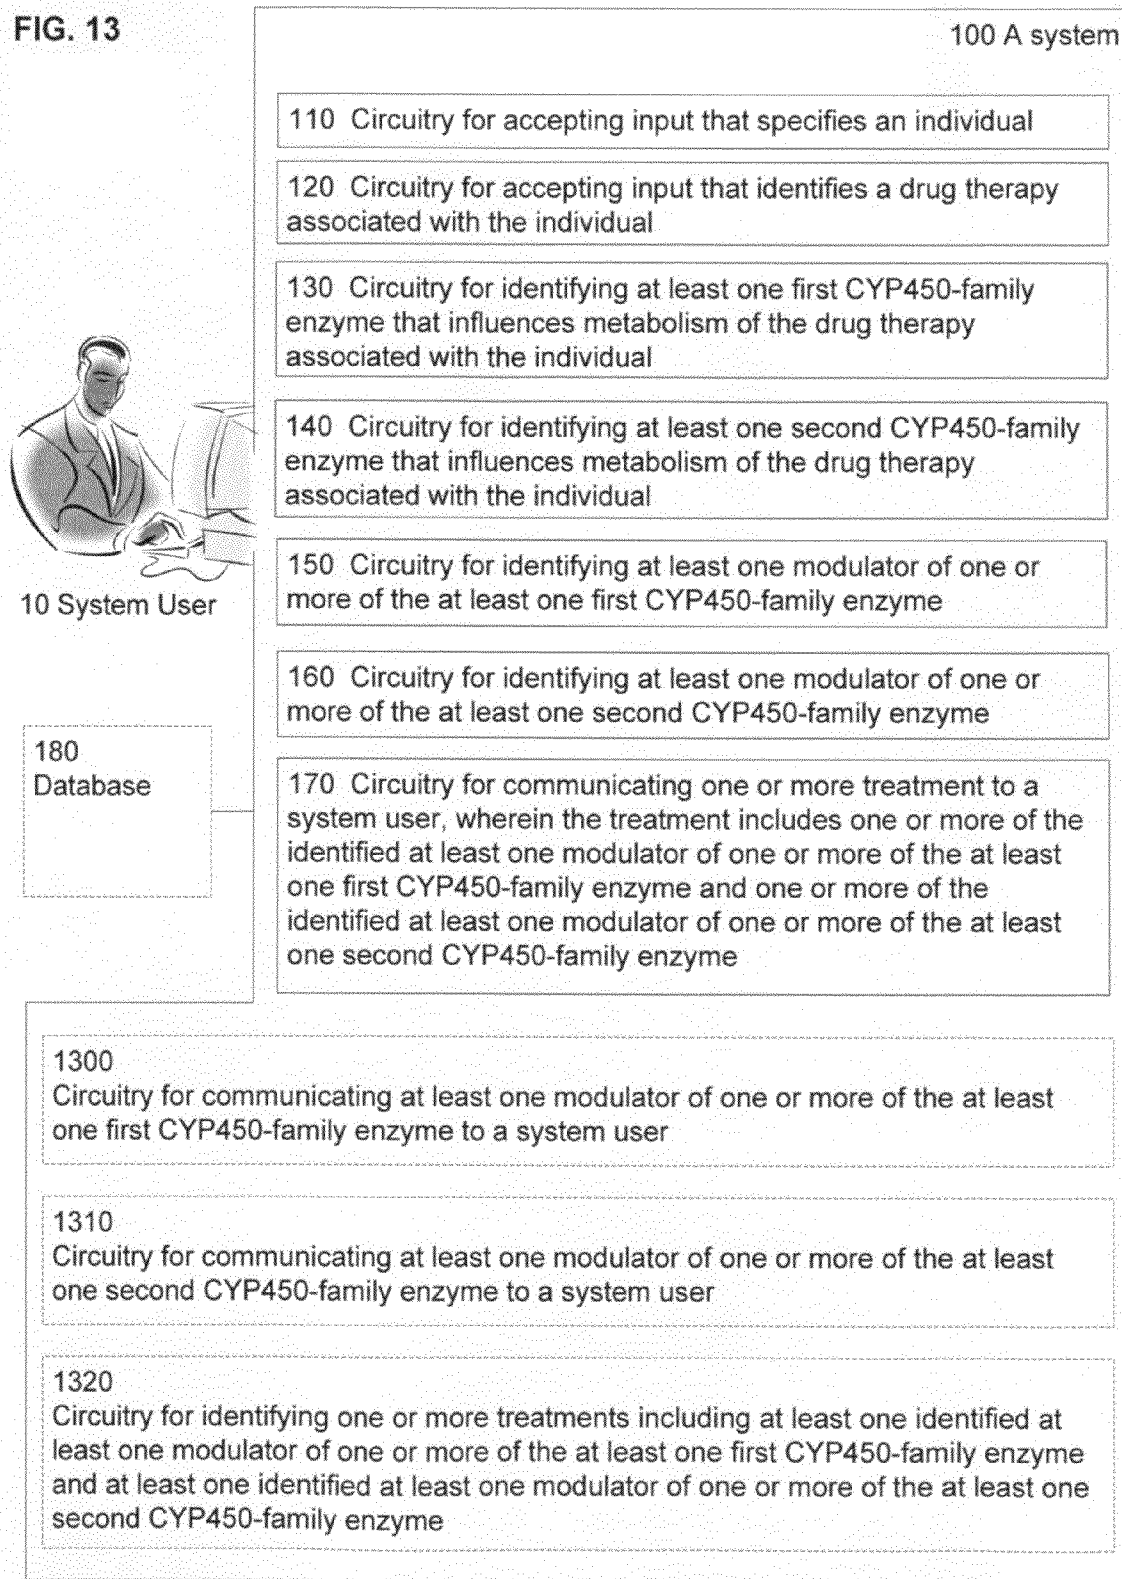 FIG. 13
100 A system
110 Circuitry for accepting input that specifies an individual
120 Circuitry for accepting input that identifies a drug therapy
associated with the individual
130 Circuitry for identifying at least one first CYP450-family
enzyme that influences metabolism of the drug therapy
associated with the individual
140 Circuitry for identifying at least one second CYP450-family
enzyme that influences metabolism of the drug therapy
associated with the individual
150 Circuitry for identifying at least one modulator of one or
more of the at least one first CYP450-family enzyme
10 System User
160 Circuitry for identifying at least one modulator of one or
more of the at least one second CYP450-family enzyme
180
Database
170 Circuitry for communicating one or more treatment to a
system user, wherein the treatment includes one or more of the
identified at least one modulator of one or more of the at least
one first CYP450-family enzyme and one or more of the
identified at least one modulator of one or more of the at least
one second CYP450-family enzyme
1300
Circuitry for communicating at least one modulator of one or more of the at least
one first CYP450-family enzyme to a system user
1310
Circuitry for communicating at least one modulator of one or more of the at least
one second CYP450-family enzyme to a system user
1320
Circuitry for identifying one or more treatments including at least one identified at
least one modulator of one or more of the at least one first CYP450-family enzyme
and at least one identified at least one modulator of one or more of the at least one
second CYP450-family enzyme